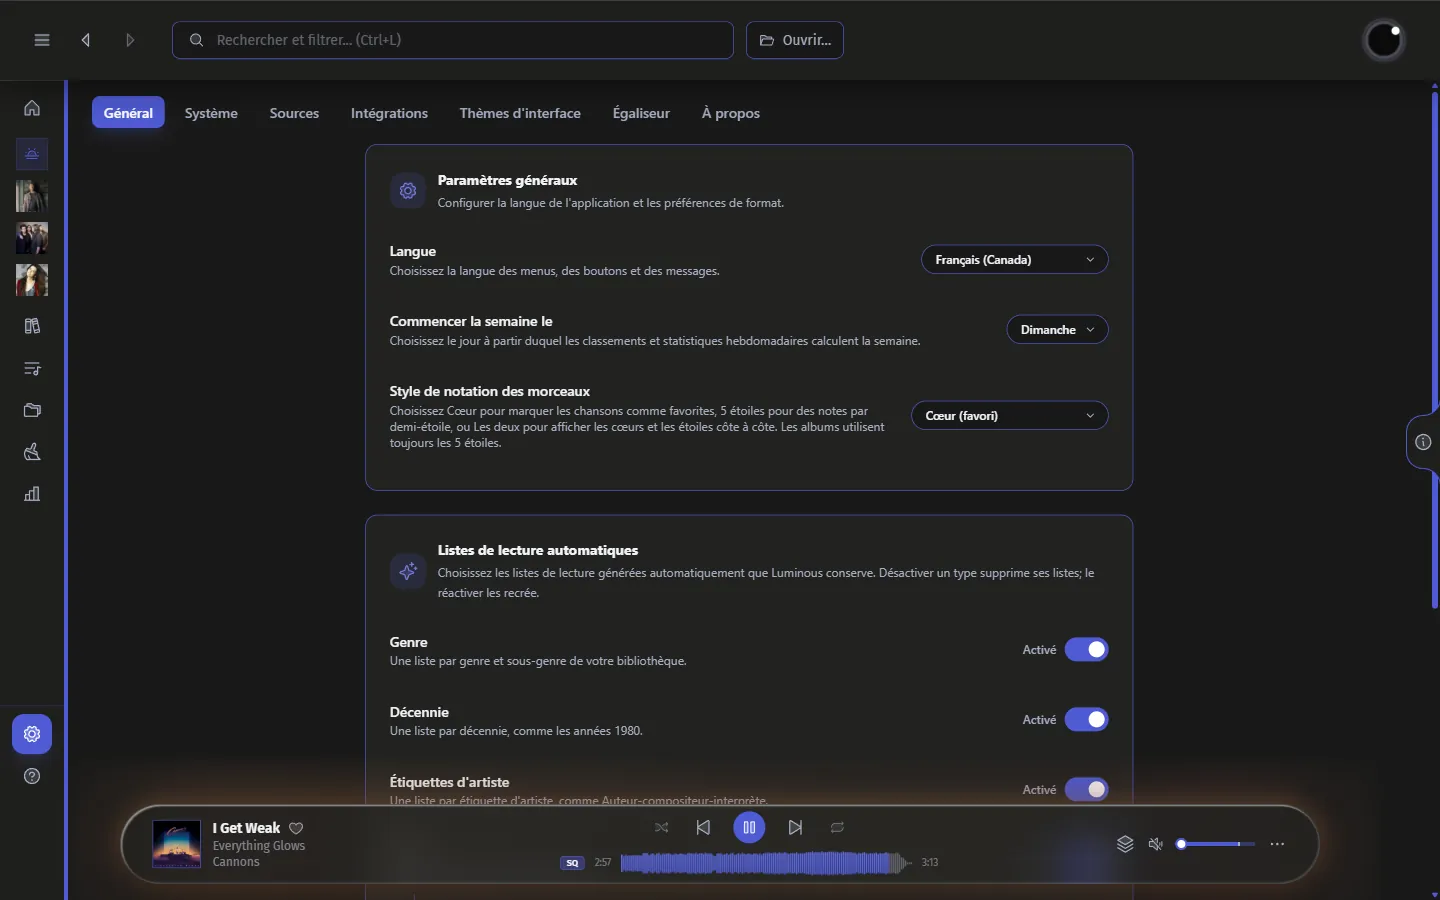 Rechercher et filtrer... (Ctrl+L)
Ouvrir...
Général
Système
Sources
Intégrations
Thèmes d'interface
Égaliseur
À propos
Paramètres généraux
Configurer la langue de l'application et les préférences de format.
Langue
Choisissez la langue des menus, des boutons et des messages.
Français (Canada)
Commencer la semaine le
Choisissez le jour à partir duquel les classements et statistiques hebdomadaires calculent la semaine.
Dimanche
Style de notation des morceaux
Choisissez Cœur pour marquer les chansons comme favorites, 5 étoiles pour des notes par
demi-étoile, ou Les deux pour afficher les cœurs et les étoiles côte à côte. Les albums utilisent
toujours les 5 étoiles.
Cœur (favori)
Listes de lecture automatiques
Choisissez les listes de lecture générées automatiquement que Luminous conserve. Désactiver un type supprime ses listes; le
réactiver les recrée.
Genre
Une liste par genre et sous-genre de votre bibliothèque.
Activé
Décennie
Une liste par décennie, comme les années 1980.
Activé
Étiquettes d'artiste
Une liste par étiquette d'artiste, comme Auteur-compositeur-interprète.
Activé
I Get Weak
Everything Glows
Cannons
SQ
2:57
3:13